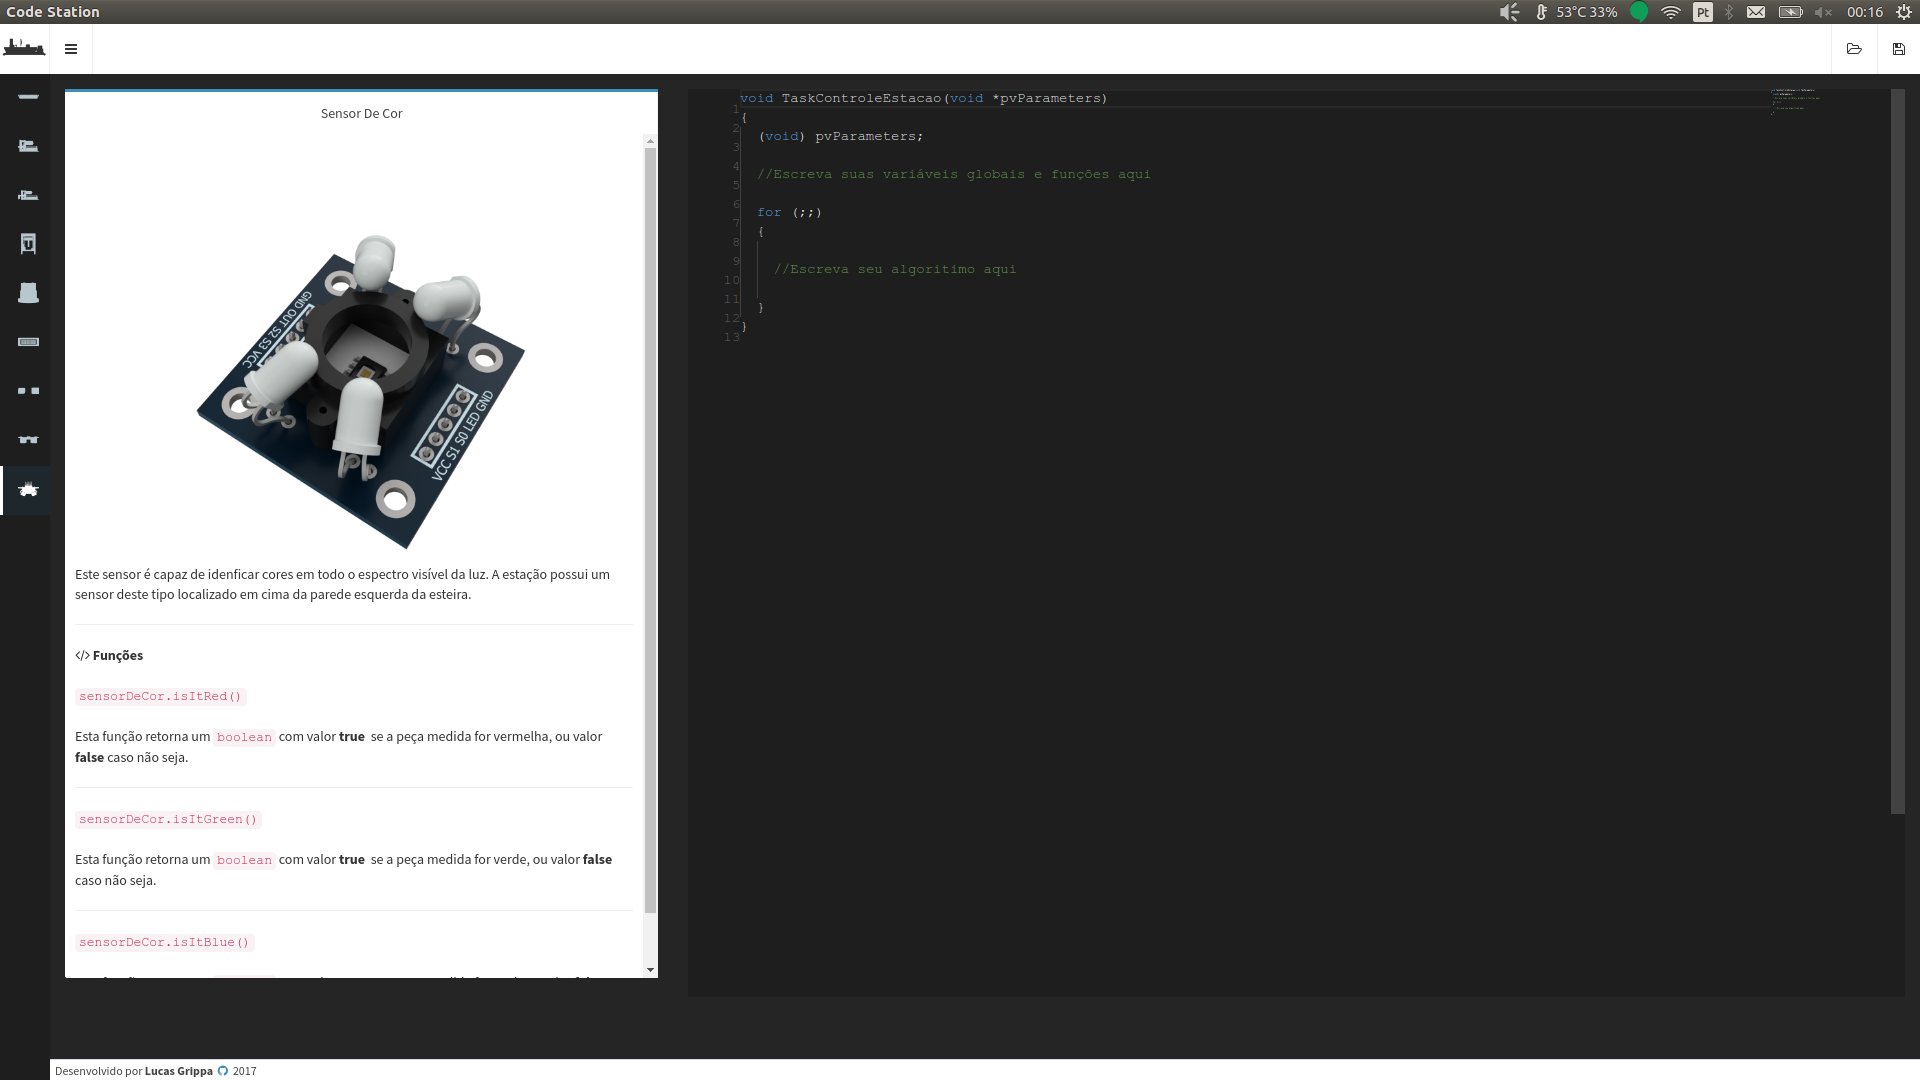 Code Station
53°C 33%
Pt
00:16
Sensor De Cor
GND OUT S2 S3 VCC
VCC S1 S0 LED GND
Este sensor é capaz de idenficar cores em todo o espectro visível da luz. A estação possui um
sensor deste tipo localizado em cima da parede esquerda da esteira.
</> Funções
sensorDeCor.isItRed()
Esta função retorna um boolean com valor true se a peça medida for vermelha, ou valor
false caso não seja.
sensorDeCor.isItGreen()
Esta função retorna um boolean com valor true se a peça medida for verde, ou valor false
caso não seja.
sensorDeCor.isItBlue()
1 void TaskControleEstacao(void *pvParameters)
2 {
3 (void) pvParameters;
4
5 //Escreva suas variáveis globais e funções aqui
6
7 for (;;)
8 {
9
10 //Escreva seu algoritimo aqui
11
12 }
13 }
Desenvolvido por Lucas Grippa 2017